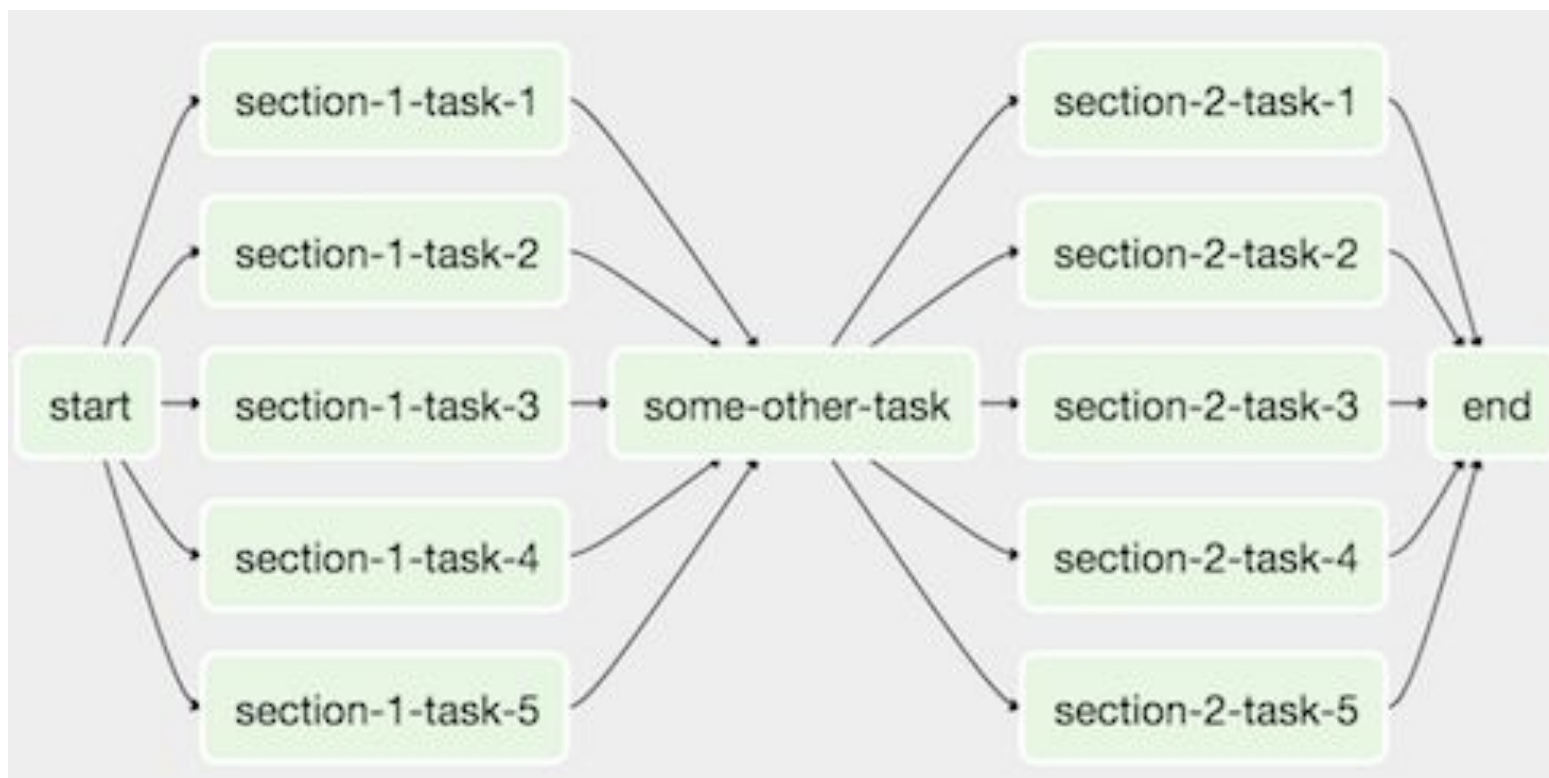 section-1-task-1
section-2-task-1
section-1-task-2
section-2-task-2
start
section-1-task-3
some-other-task
section-2-task-3
end
section-1-task-4
section-2-task-4
section-1-task-5
section-2-task-5